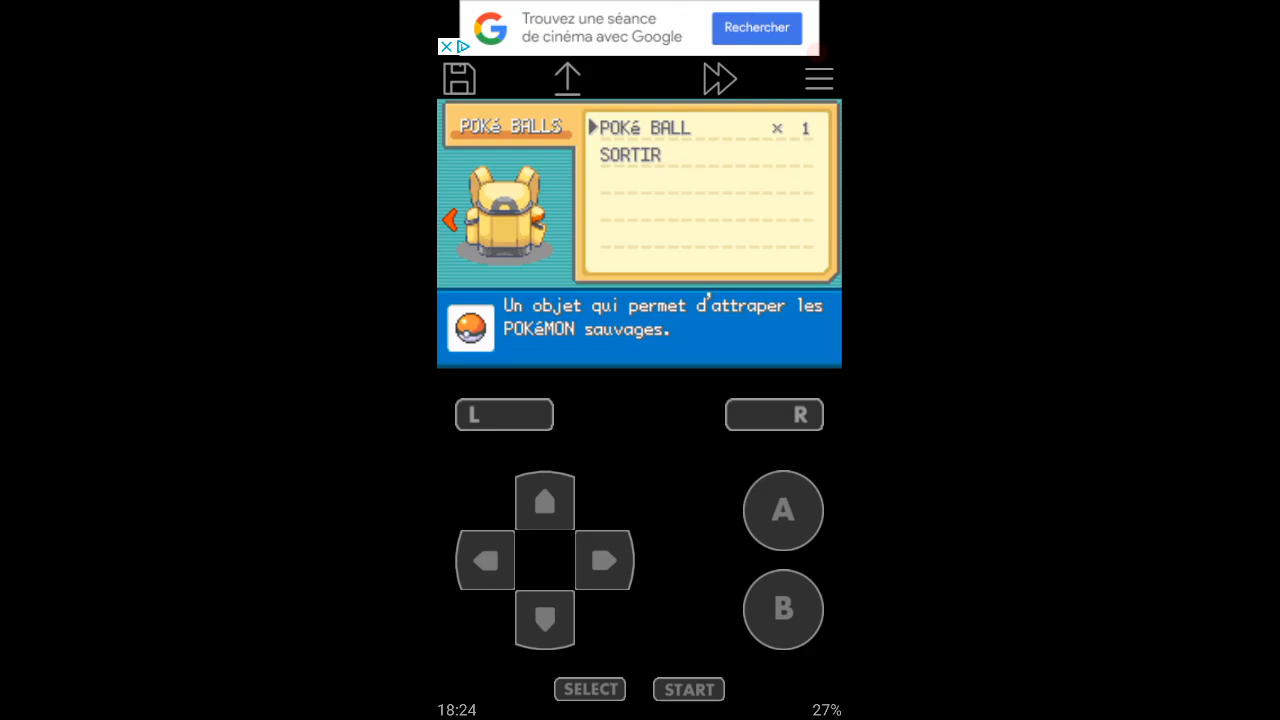 Trouvez une séance
de cinéma avec Google
Rechercher
POKé BALLS
POKé BALL × 1
SORTIR
Un objet qui permet d'attraper les
POKéMON sauvages.
L
R
A
B
SELECT
START
18:24
27%